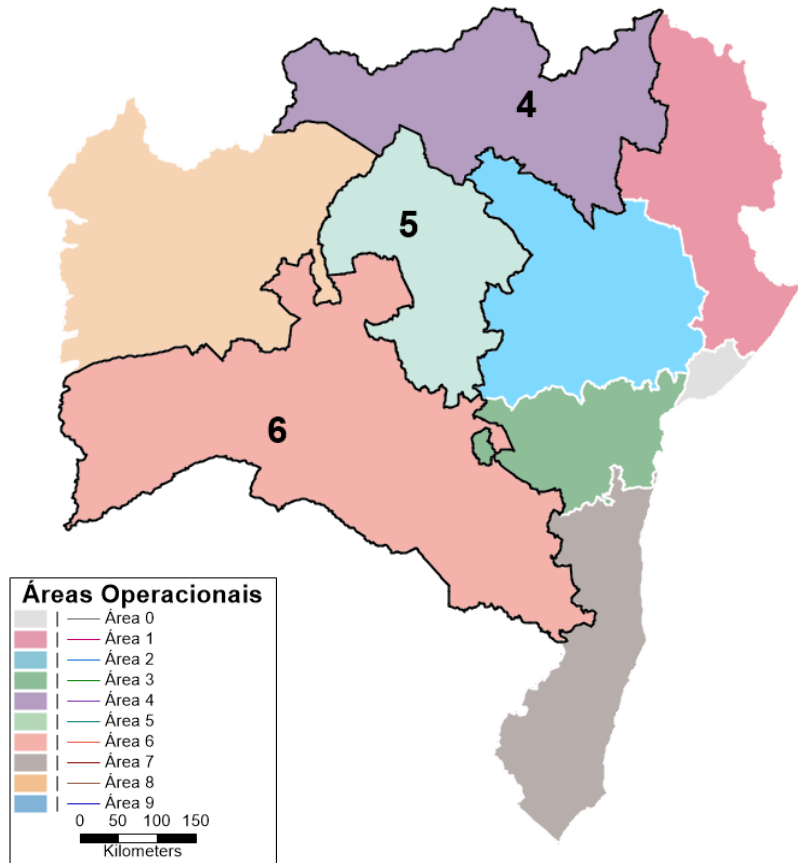 4
5
6
Áreas Operacionais
| Área 0
| Área 1
| Área 2
| Área 3
| Área 4
| Área 5
| Área 6
| Área 7
| Área 8
| Área 9
0 50 100 150
Kilometers